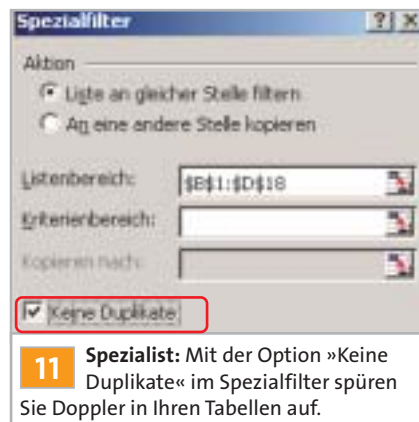 Spezialfilter
Aktion
Liste an gleicher Stelle filtern
An eine andere Stelle kopieren
Listenbereich: $B$1:$D$18
Kriterienbereich:
Kopieren nach:
Keine Duplikate
11 Spezialist: Mit der Option »Keine
Duplikate« im Spezialfilter spüren
Sie Doppler in Ihren Tabellen auf.